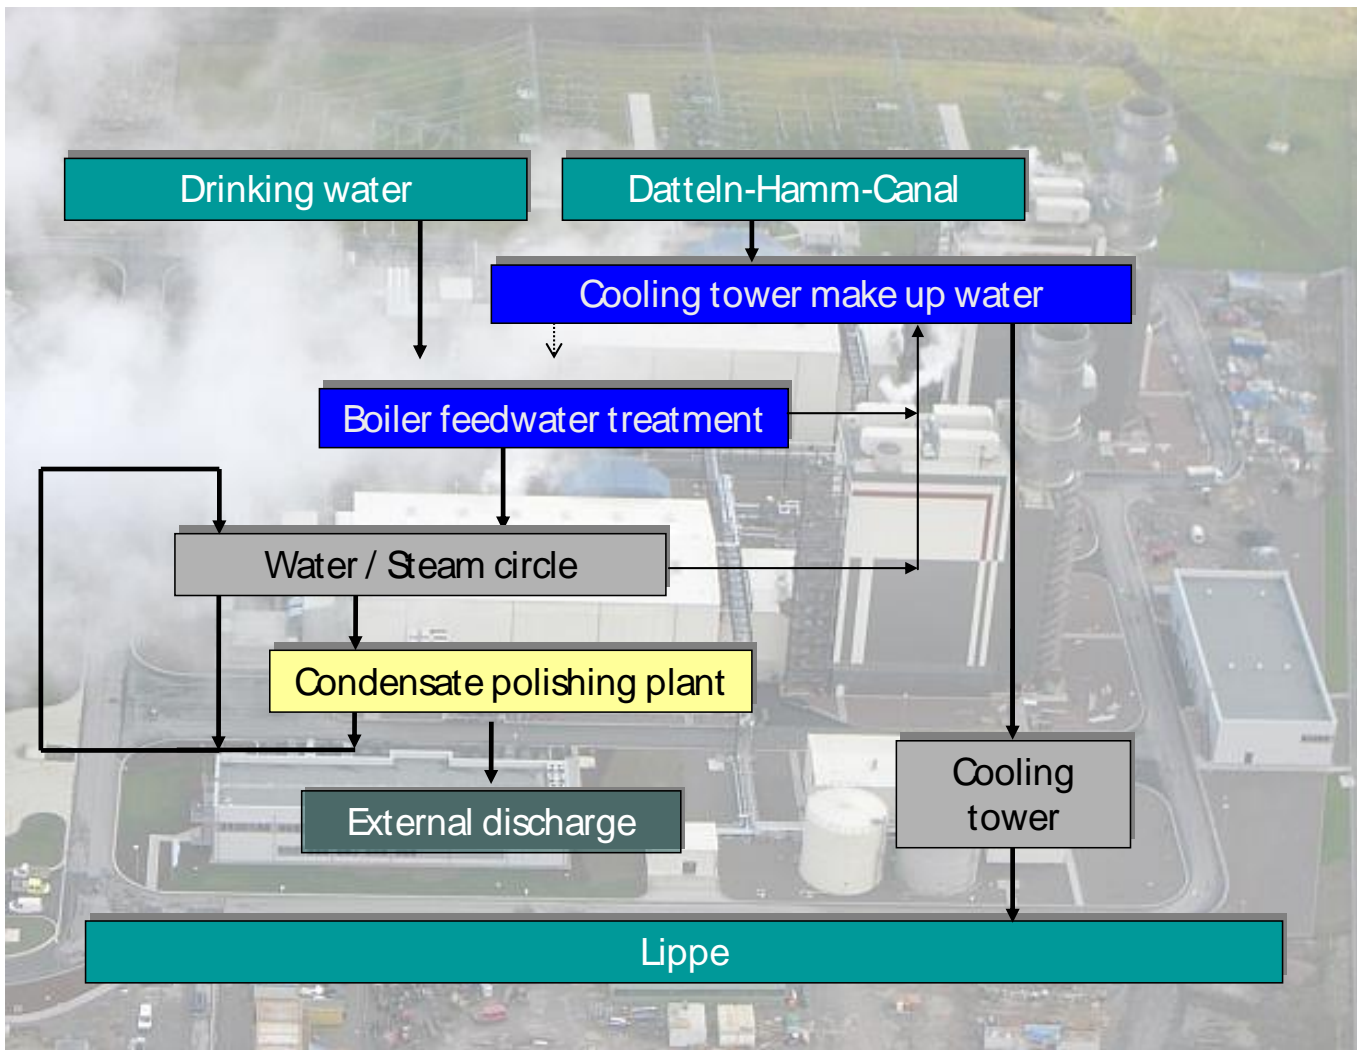 Drinking water
Datteln-Hamm-Canal
Cooling tower make up water
Boiler feedwater treatment
Water / Steam circle
Condensate polishing plant
Cooling
tower
External discharge
Lippe